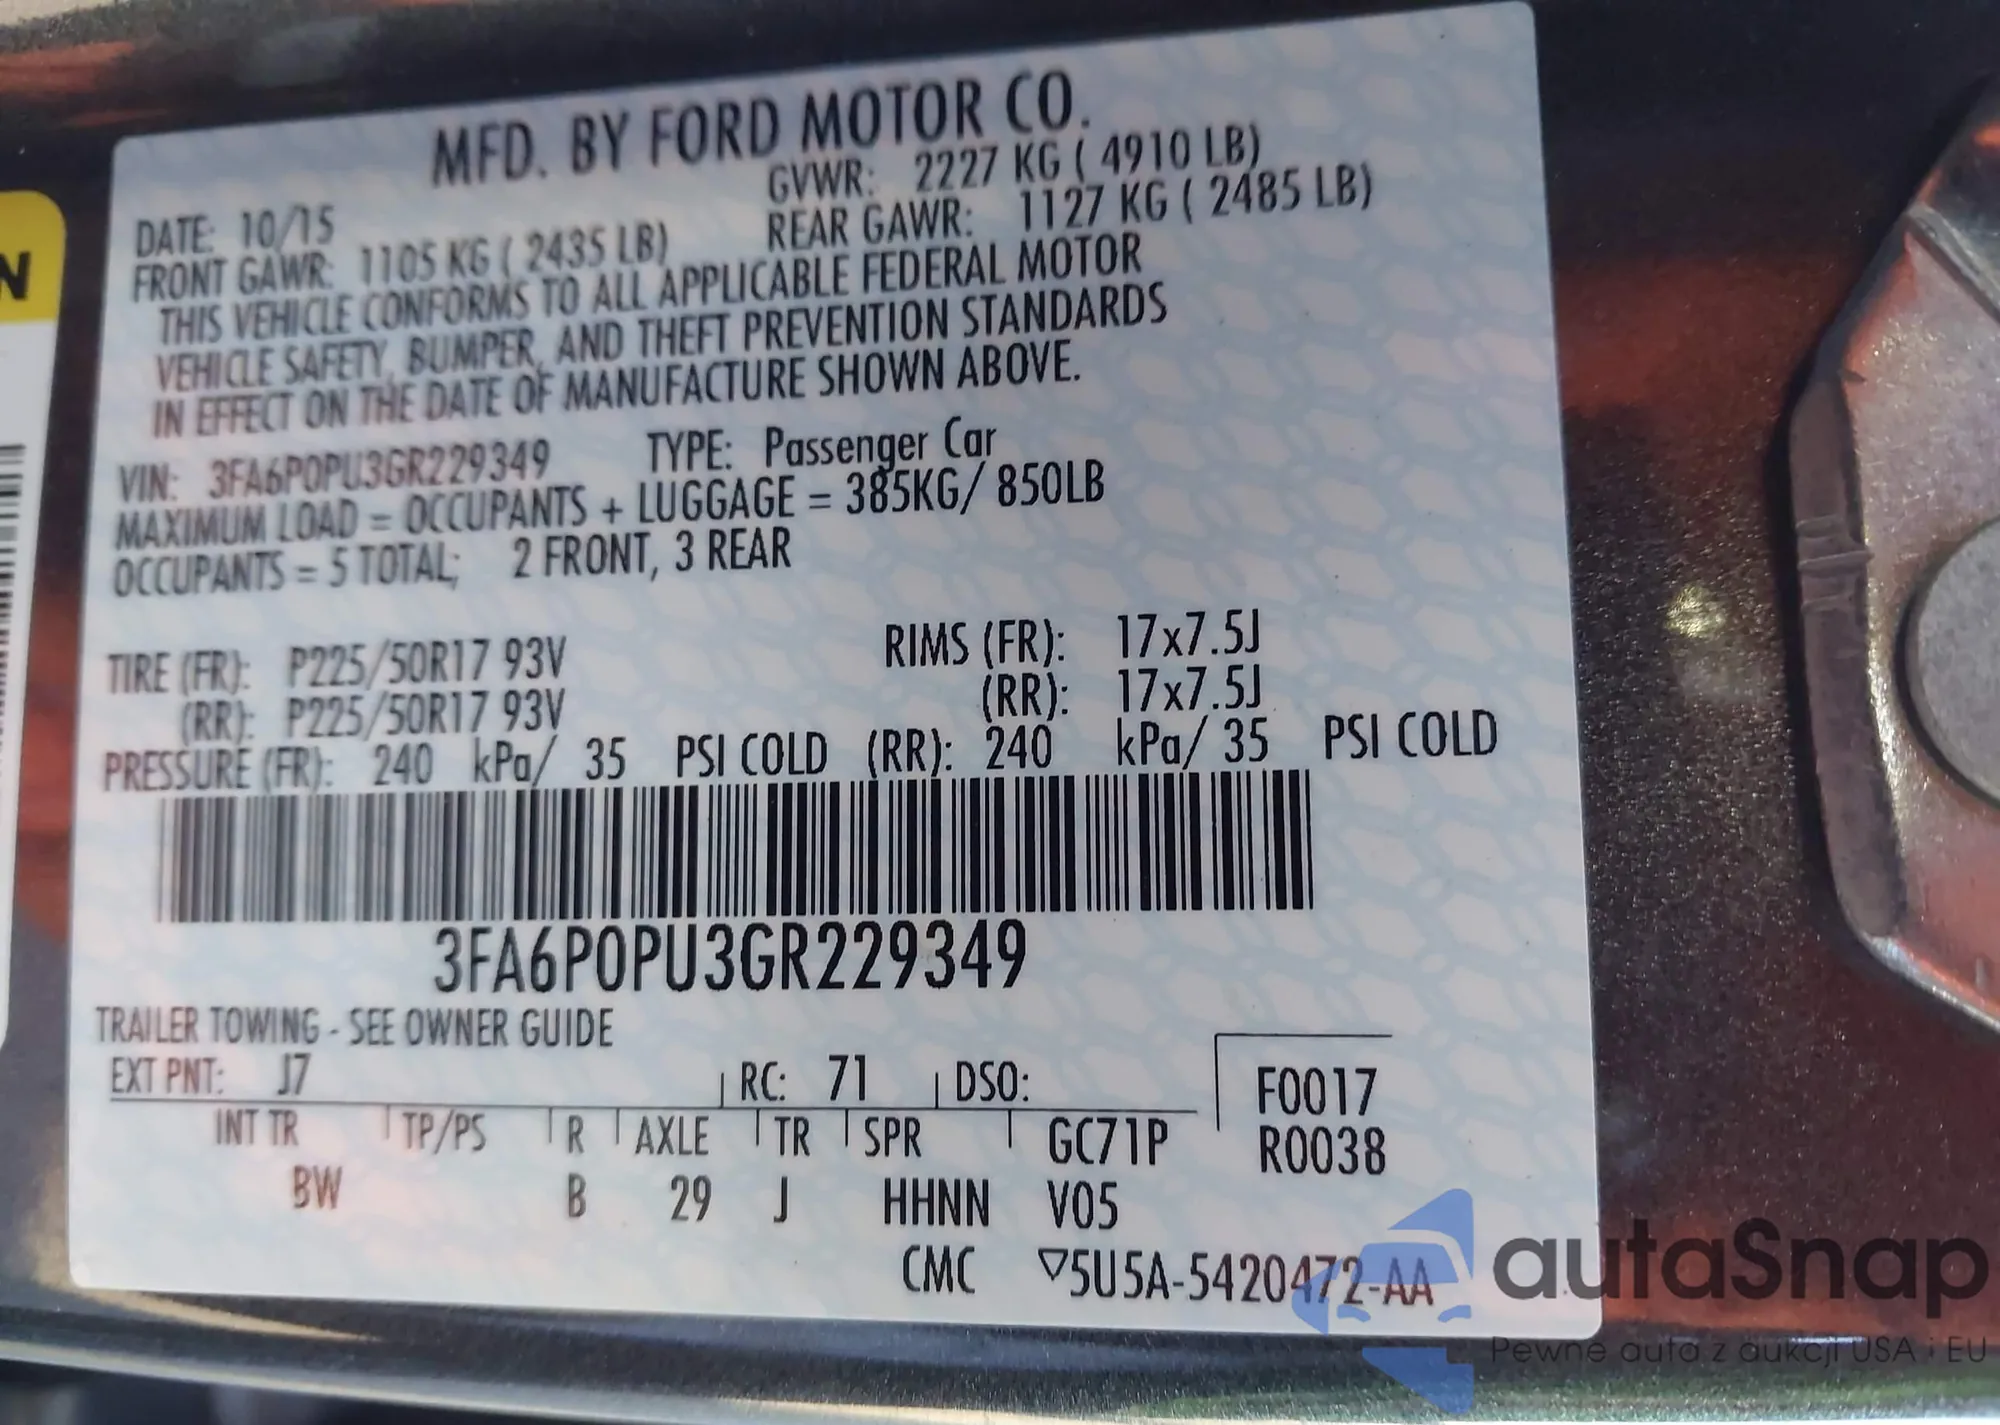 MFD. BY FORD MOTOR CO.
DATE: 10/15 GVWR: 2227 KG ( 4910 LB)
FRONT GAWR: 1105 KG ( 2435 LB) REAR GAWR: 1127 KG ( 2485 LB)
THIS VEHICLE CONFORMS TO ALL APPLICABLE FEDERAL MOTOR
VEHICLE SAFETY, BUMPER, AND THEFT PREVENTION STANDARDS
IN EFFECT ON THE DATE OF MANUFACTURE SHOWN ABOVE.
VIN: 3FA6P0PU3GR229349 TYPE: Passenger Car
MAXIMUM LOAD = OCCUPANTS + LUGGAGE = 385KG/ 850LB
OCCUPANTS = 5 TOTAL; 2 FRONT, 3 REAR
TIRE (FR): P225/50R17 93V RIMS (FR): 17x7.5J
(RR): P225/50R17 93V (RR): 17x7.5J
PRESSURE (FR): 240 kPa/ 35 PSI COLD (RR): 240 kPa/ 35 PSI COLD
3FA6P0PU3GR229349
TRAILER TOWING - SEE OWNER GUIDE
EXT PNT: J7 RC: 71 DSO: F0017
INT TR TP/PS R AXLE TR SPR GC71P R0038
BW B 29 J HHNN V05
CMC ▽5U5A-5420472-AA
N
autaSnap
Pewne auta z aukcji USA i EU